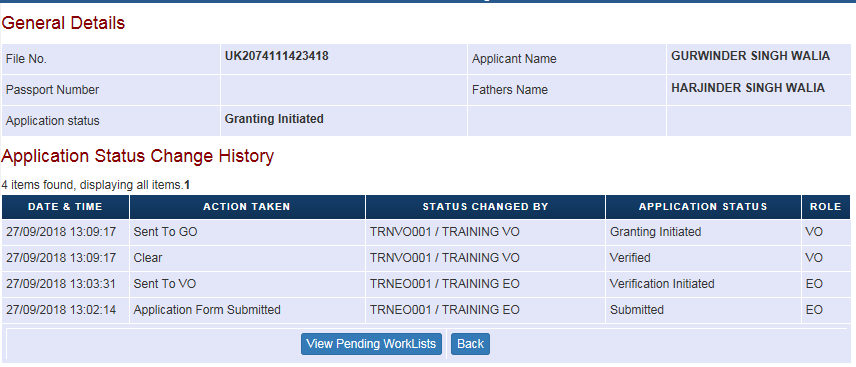 General Details
File No. UK2074111423418 Applicant Name GURWINDER SINGH WALIA
Passport Number Fathers Name HARJINDER SINGH WALIA
Application status Granting Initiated
Application Status Change History
4 items found, displaying all items.1
DATE & TIME ACTION TAKEN STATUS CHANGED BY APPLICATION STATUS ROLE
27/09/2018 13:09:17 Sent To GO TRNVO001 / TRAINING VO Granting Initiated VO
27/09/2018 13:09:17 Clear TRNVO001 / TRAINING VO Verified VO
27/09/2018 13:03:31 Sent To VO TRNEO001 / TRAINING EO Verification Initiated EO
27/09/2018 13:02:14 Application Form Submitted TRNEO001 / TRAINING EO Submitted EO
View Pending WorkLists Back